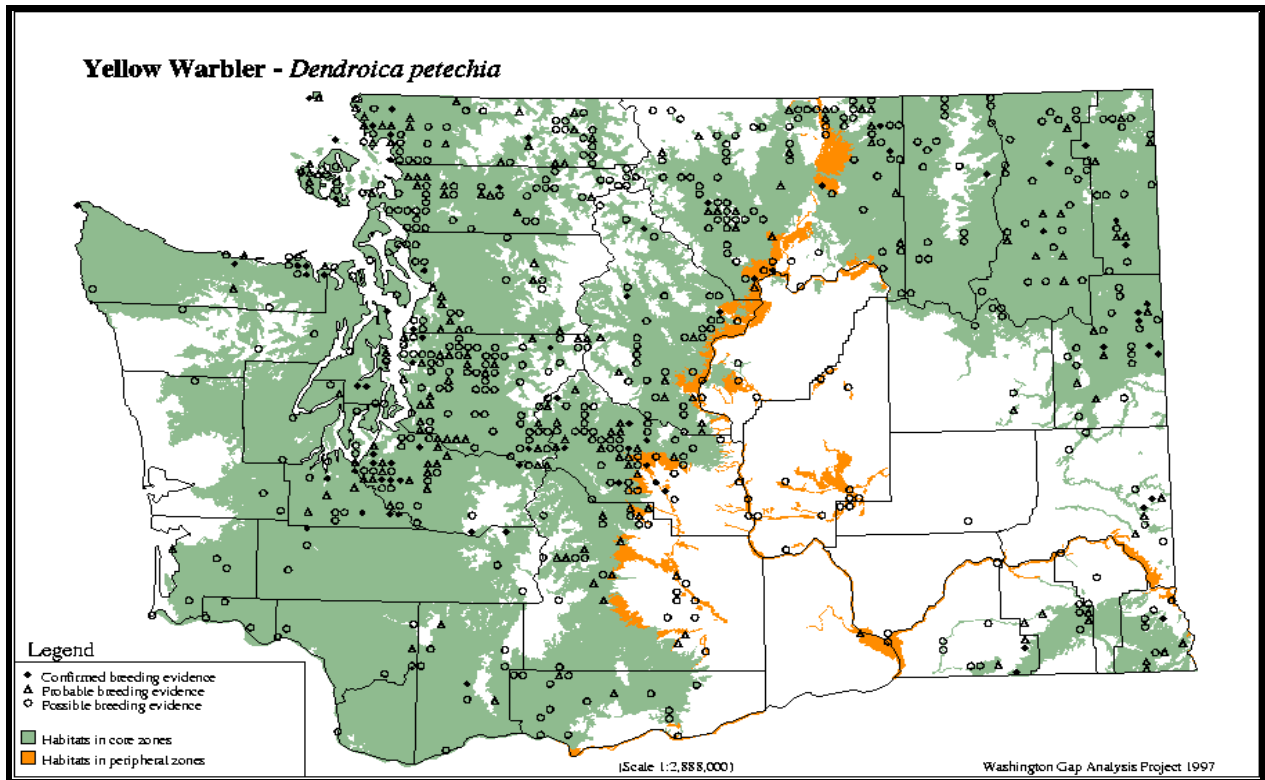 Yellow Warbler - Dendroica petechia
Legend
Confirmed breeding evidence
Probable breeding evidence
Possible breeding evidence
Habitats in core zones
Habitats in peripheral zones
(Scale 1:2,888,000)
Washington Gap Analysis Project 1997